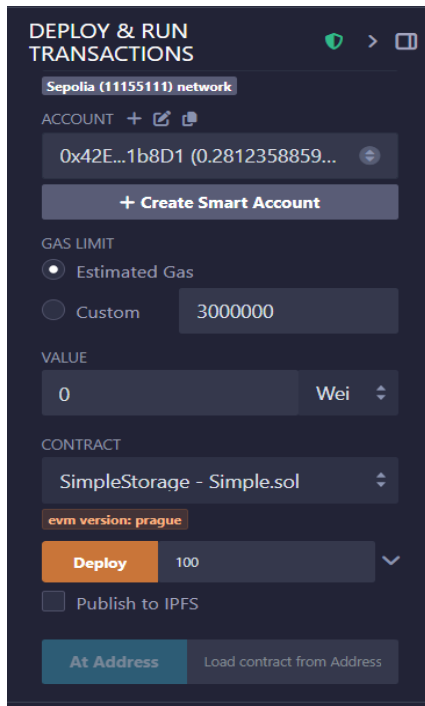 DEPLOY & RUN
TRANSACTIONS
Sepolia (11155111) network
ACCOUNT
0x42E...1b8D1 (0.2812358859...
+ Create Smart Account
GAS LIMIT
Estimated Gas
Custom 3000000
VALUE
0 Wei
CONTRACT
SimpleStorage - Simple.sol
evm version: prague
Deploy 100
Publish to IPFS
At Address Load contract from Address